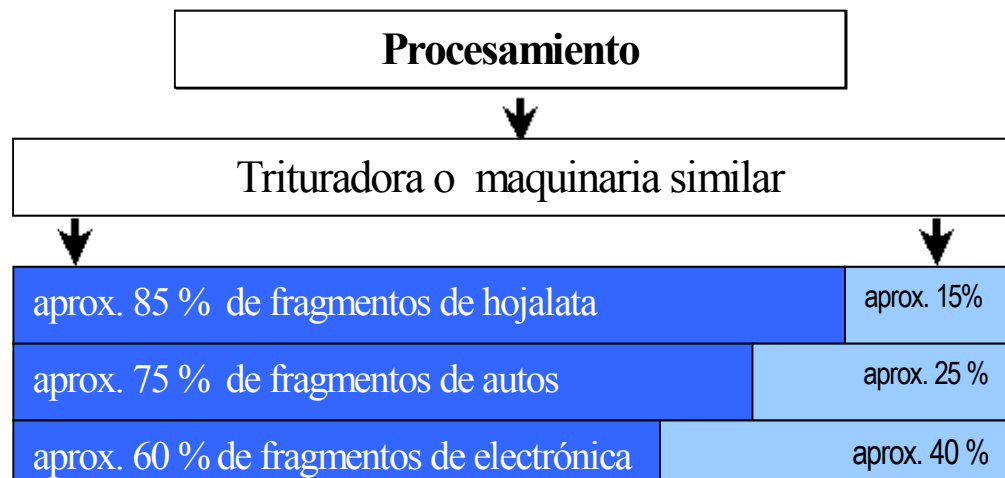 Procesamiento
Trituradora o maquinaria similar
aprox. 85 % de fragmentos de hojalata
aprox. 15%
aprox. 75 % de fragmentos de autos
aprox. 25 %
aprox. 60 % de fragmentos de electrónica
aprox. 40 %